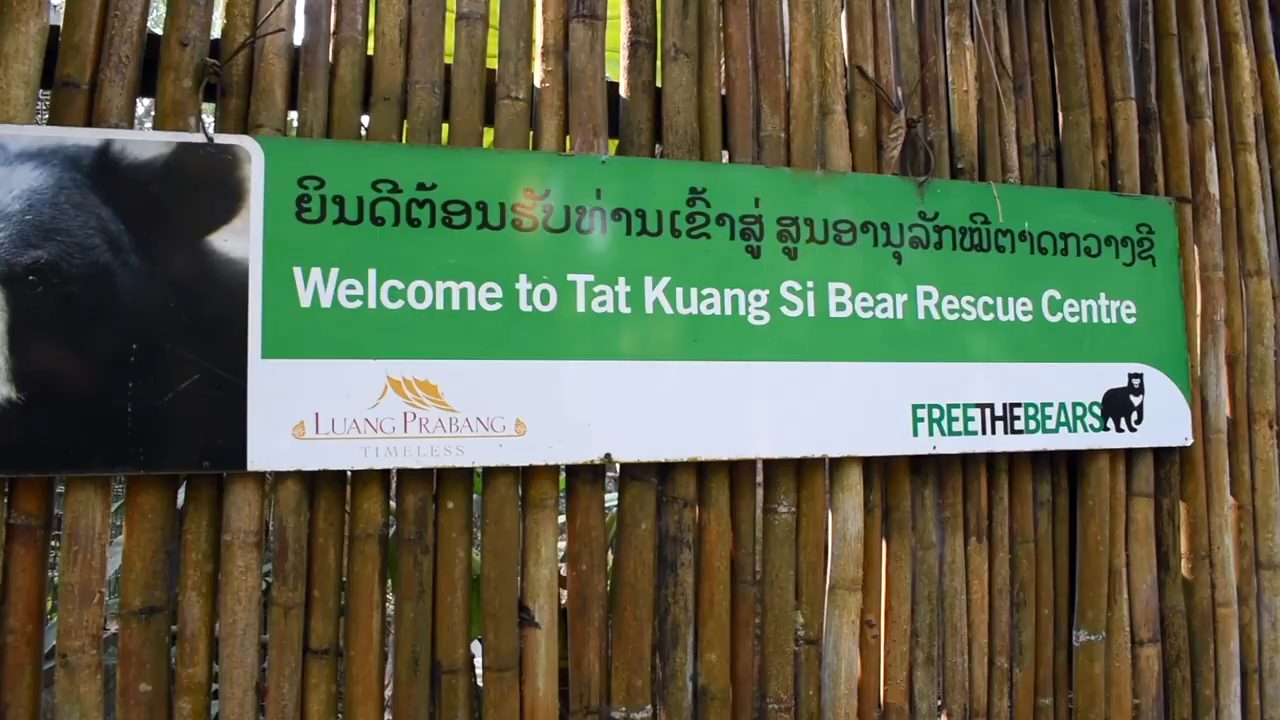 ຍິນດີຕ້ອນຮັບທ່ານເຂົ້າສູ່ ສູນອານຸລັກໝີຕາດກວາງຊີ
Welcome to Tat Kuang Si Bear Rescue Centre
LUANG PRABANG
TIMELESS
FREETHEBEARS